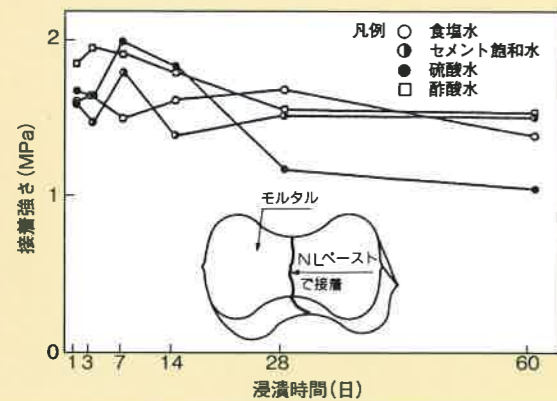 凡例
食塩水
セメント飽和水
硫酸水
酢酸水
接着強さ(MPa)
2
1
0
モルタル
NLペースト
で接着
1 3 7 14 28 60
浸漬時間(日)